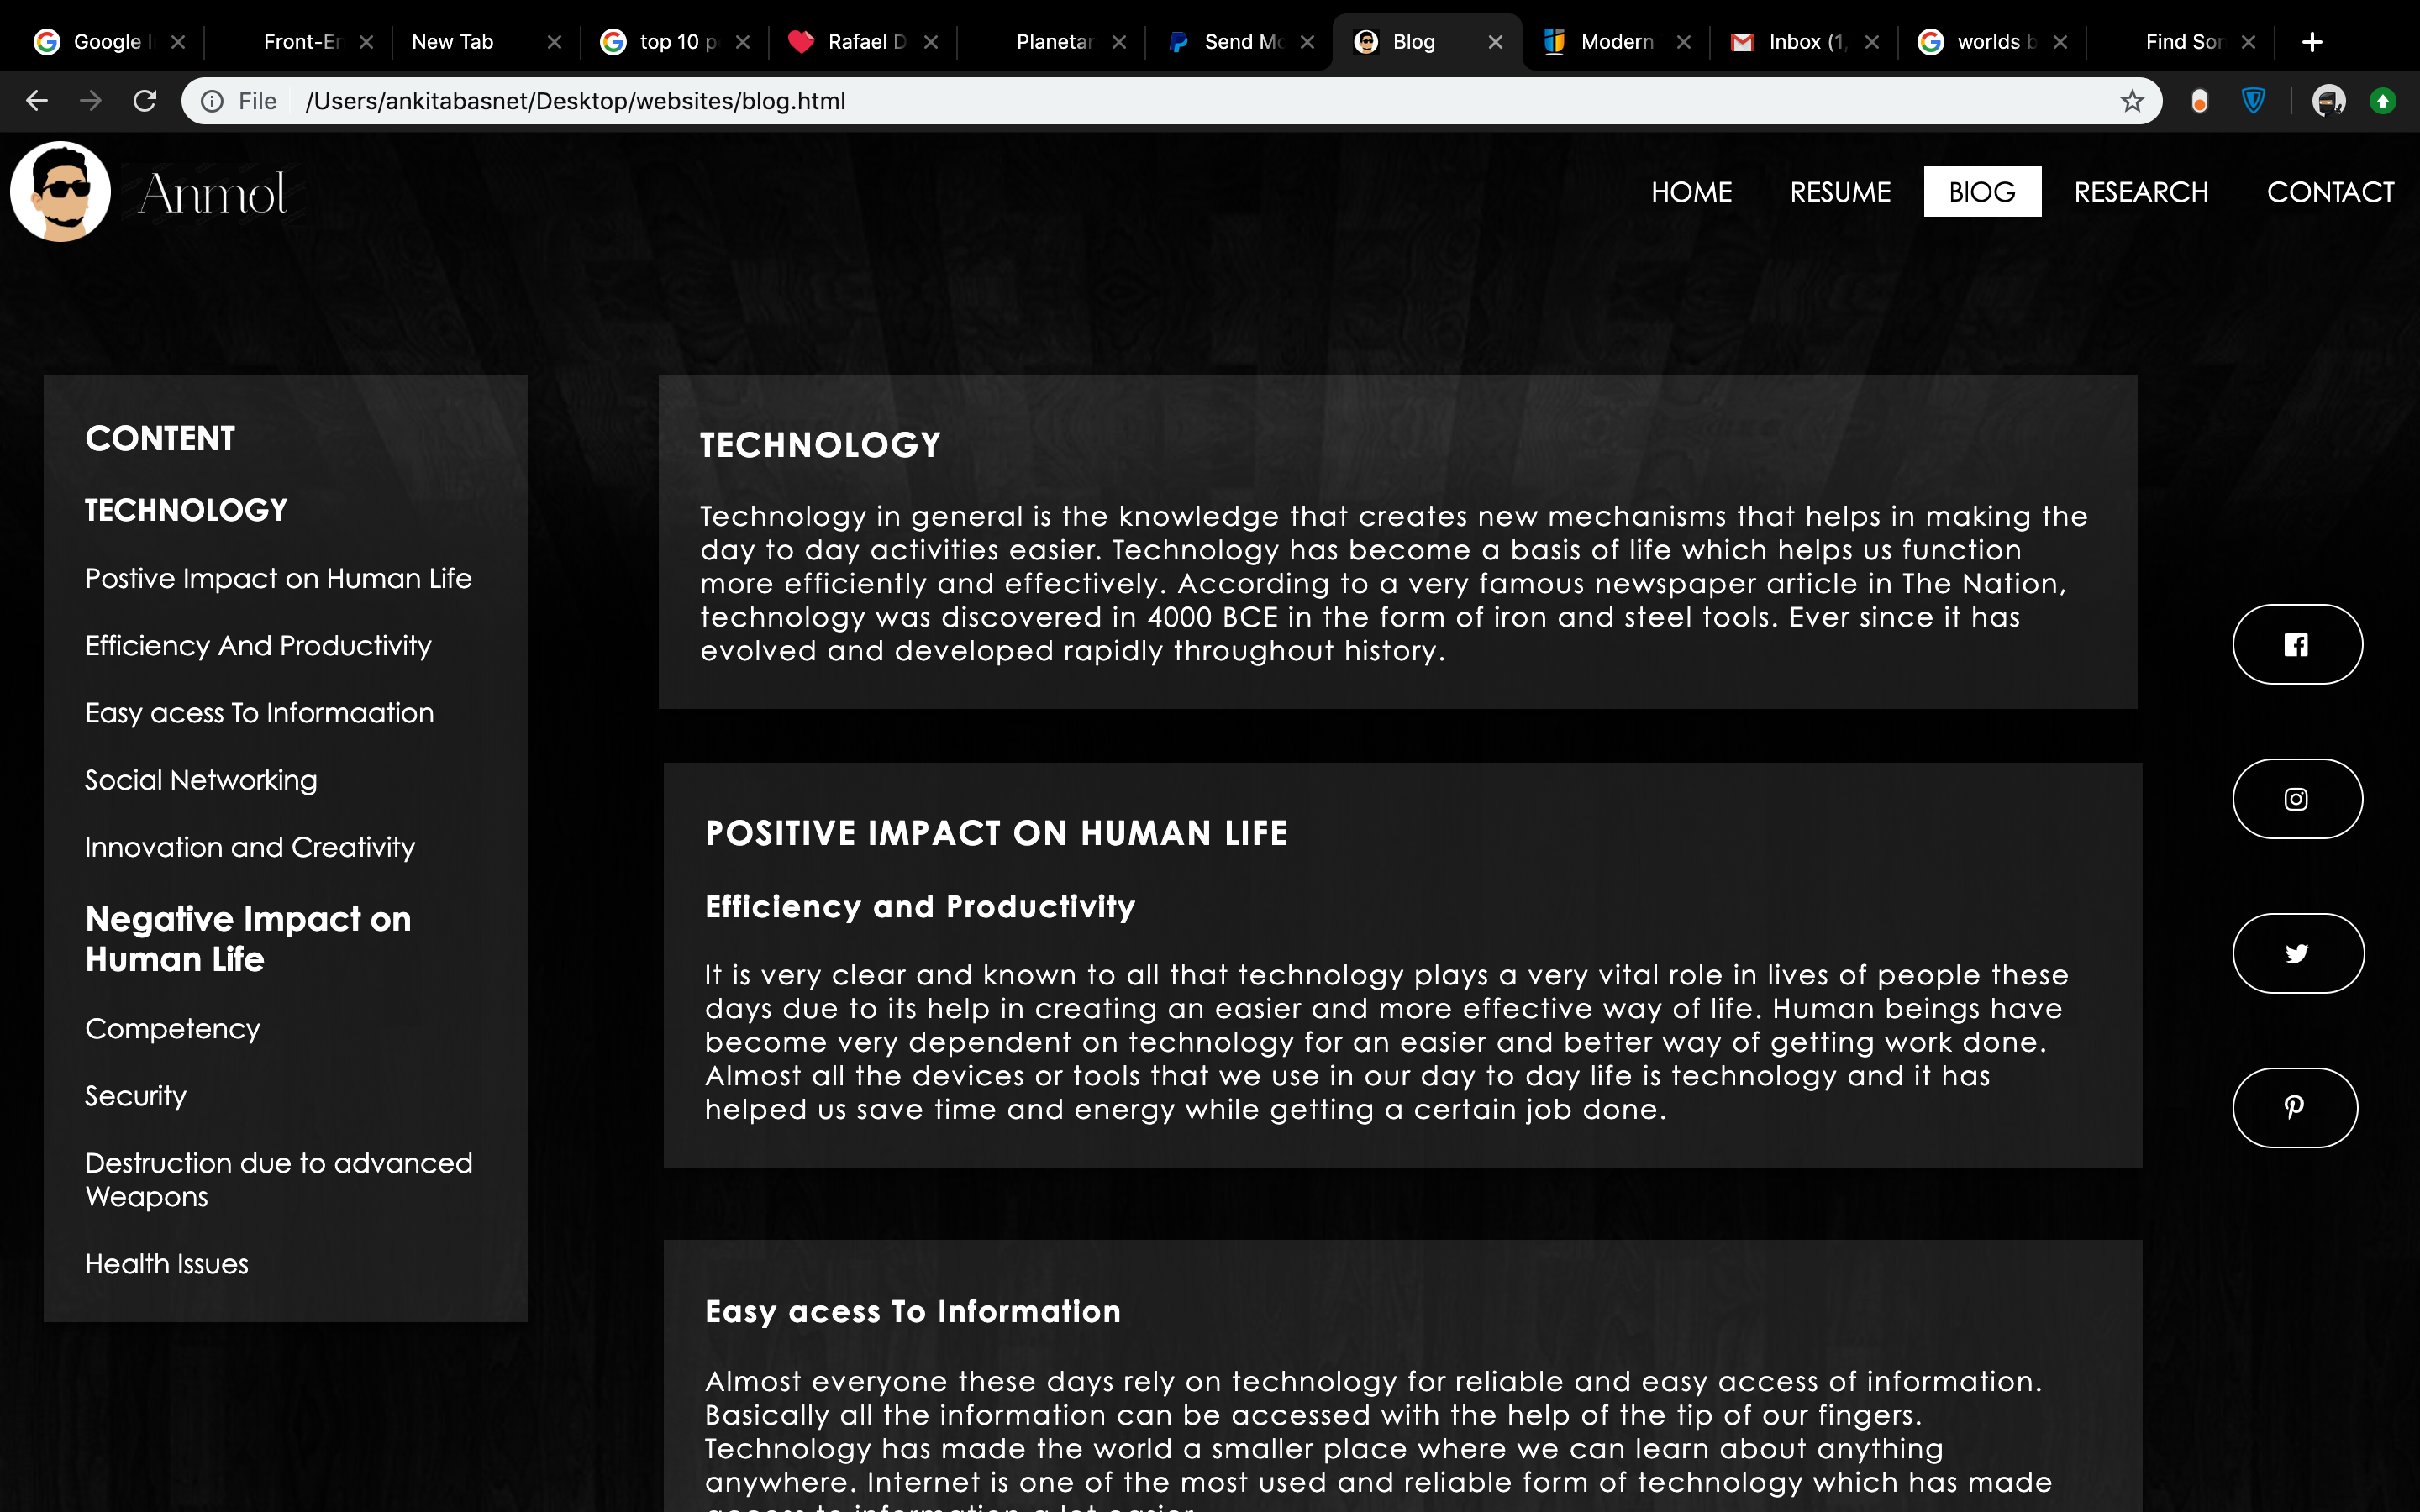 Google I
Front-En
New Tab
top 10 p
Rafael D
Planetar
Send Mo
Blog
Modern
Inbox (1,
worlds b
Find Son
File /Users/ankitabasnet/Desktop/websites/blog.html
Anmol
HOME RESUME BlOG RESEARCH CONTACT
CONTENT
TECHNOLOGY
Postive Impact on Human Life
Efficiency And Productivity
Easy acess To Informaation
Social Networking
Innovation and Creativity
Negative Impact on
Human Life
Competency
Security
Destruction due to advanced
Weapons
Health Issues
TECHNOLOGY
Technology in general is the knowledge that creates new mechanisms that helps in making the
day to day activities easier. Technology has become a basis of life which helps us function
more efficiently and effectively. According to a very famous newspaper article in The Nation,
technology was discovered in 4000 BCE in the form of iron and steel tools. Ever since it has
evolved and developed rapidly throughout history.
POSITIVE IMPACT ON HUMAN LIFE
Efficiency and Productivity
It is very clear and known to all that technology plays a very vital role in lives of people these
days due to its help in creating an easier and more effective way of life. Human beings have
become very dependent on technology for an easier and better way of getting work done.
Almost all the devices or tools that we use in our day to day life is technology and it has
helped us save time and energy while getting a certain job done.
Easy acess To Information
Almost everyone these days rely on technology for reliable and easy access of information.
Basically all the information can be accessed with the help of the tip of our fingers.
Technology has made the world a smaller place where we can learn about anything
anywhere. Internet is one of the most used and reliable form of technology which has made
access to information a lot easier.